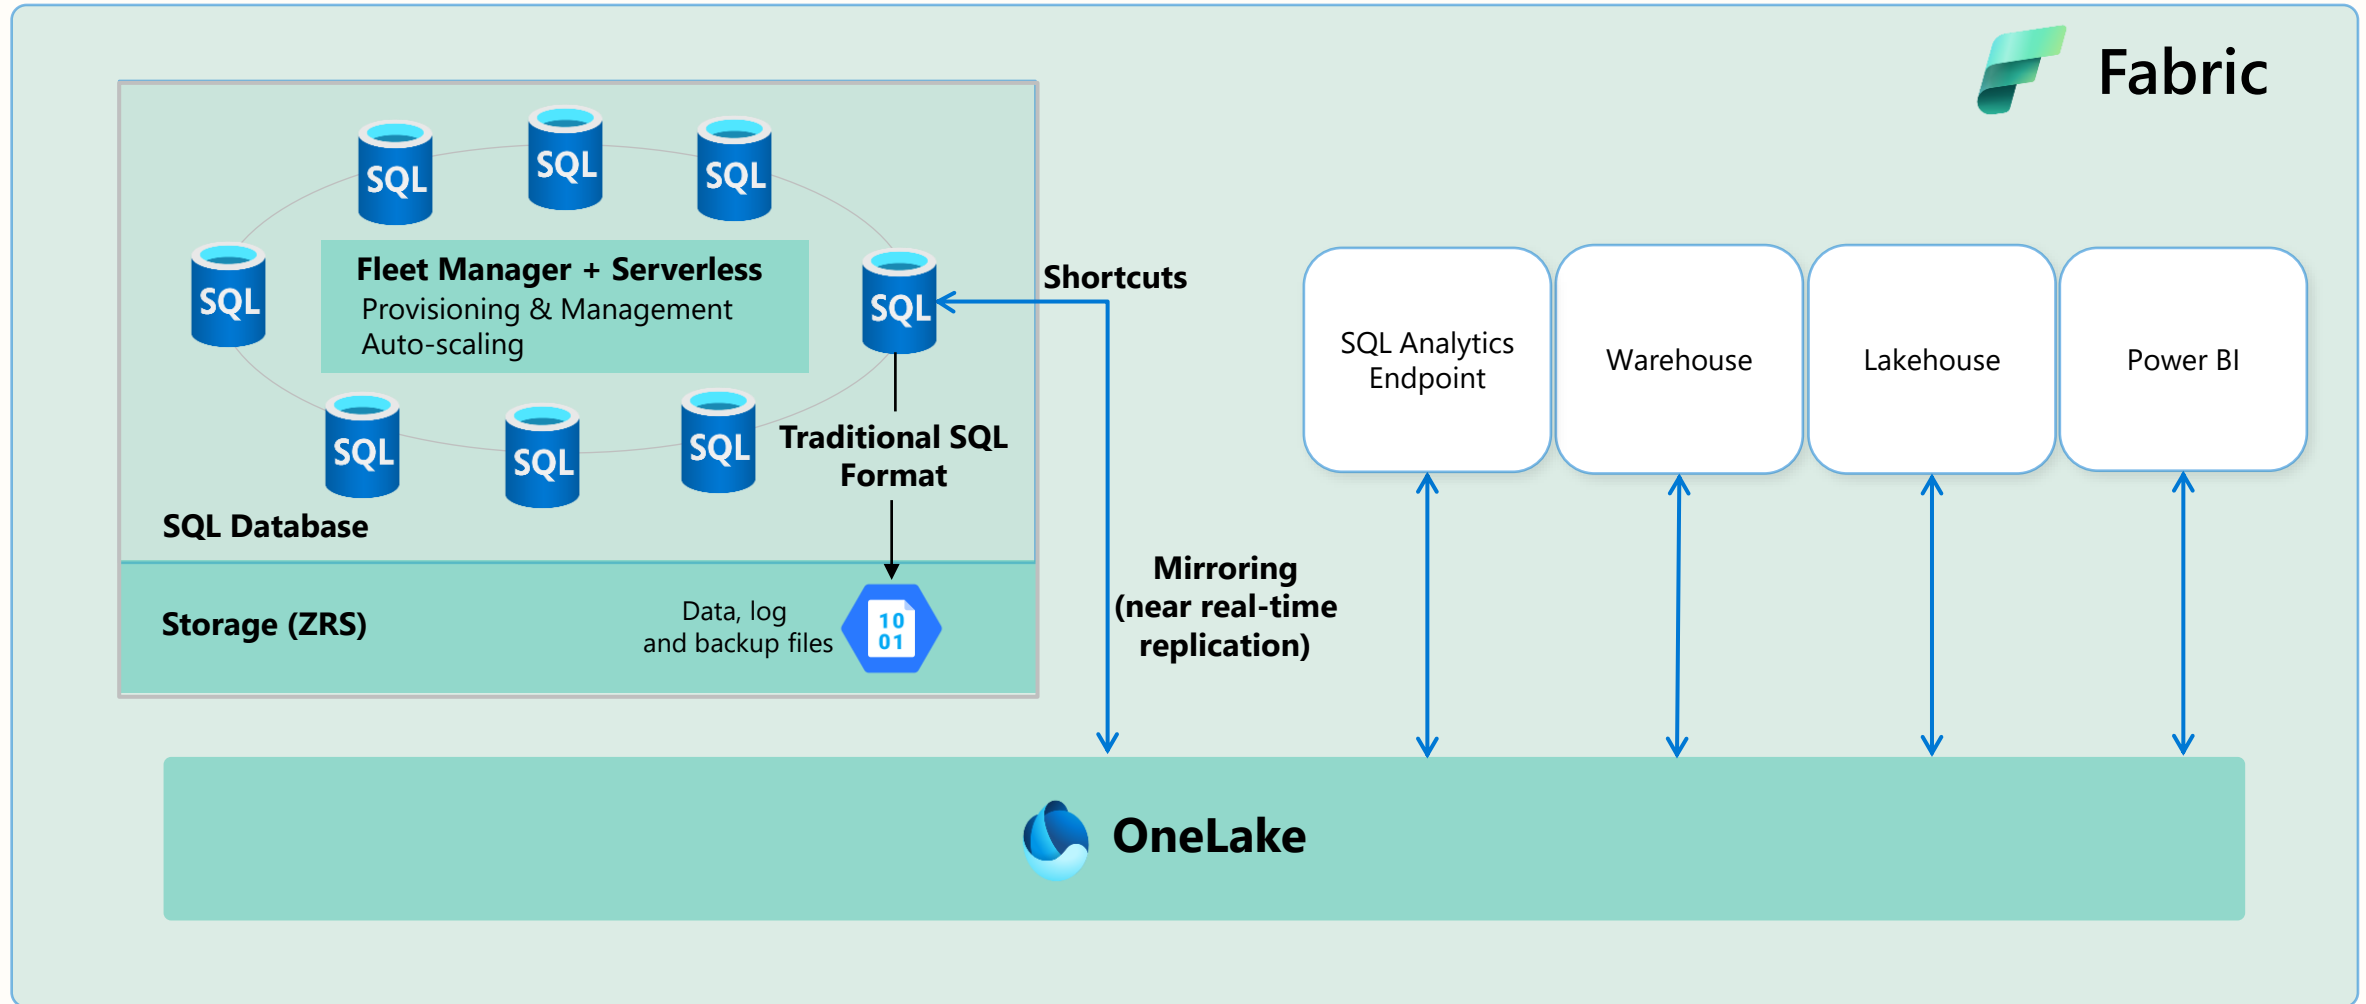 Fabric
SQL
SQL
SQL
SQL
SQL
SQL
SQL
SQL
Fleet Manager + Serverless
Provisioning & Management
Auto-scaling
Shortcuts
Traditional SQL
Format
SQL Database
Storage (ZRS)
Data, log
and backup files
10
01
Mirroring
(near real-time
replication)
SQL Analytics
Endpoint
Warehouse
Lakehouse
Power BI
OneLake